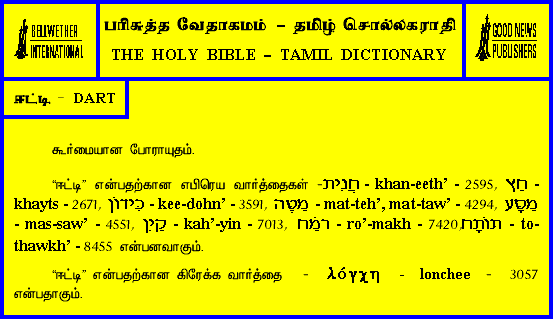 BELLWETHER
INTERNATIONAL
பரிசுத்த வேதாகமம் – தமிழ் சொல்லகராதி
THE HOLY BIBLE – TAMIL DICTIONARY
GOOD NEWS
PUBLISHERS
ஈட்டி – DART
கூர்மையான போராயுதம்.
“ஈட்டி” என்பதற்கான எபிரெய வார்த்தைகள் -חֲנִית - khan-eeth' - 2595, חֵץ -
khayts - 2671, כִּידוֹן - kee-dohn' - 3591, מַטֶּה - mat-teh', mat-taw' - 4294, מַסָּע
- mas-saw' - 4551, קַיִן - kah'-yin - 7013, רֹמַח - ro'-makh - 7420,תּוֹתָח - to-
thawkh' - 8455 என்பனவாகும்.
“ஈட்டி” என்பதற்கான கிரேக்க வார்த்தை - λόγχη - lonchee - 3057
என்பதாகும்.